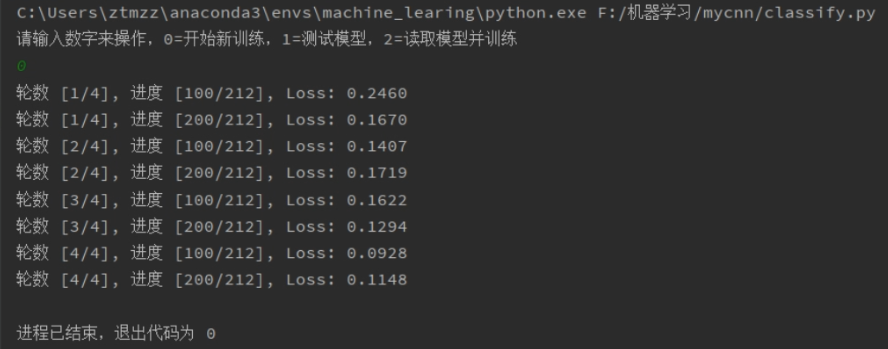 C:\Users\ztmzz\anaconda3\envs\machine_learing\python.exe F:/机器学习/mycnn/classify.py
请输入数字来操作，0=开始新训练，1=测试模型，2=读取模型并训练
0
轮数 [1/4], 进度 [100/212], Loss: 0.2460
轮数 [1/4], 进度 [200/212], Loss: 0.1670
轮数 [2/4], 进度 [100/212], Loss: 0.1407
轮数 [2/4], 进度 [200/212], Loss: 0.1719
轮数 [3/4], 进度 [100/212], Loss: 0.1622
轮数 [3/4], 进度 [200/212], Loss: 0.1294
轮数 [4/4], 进度 [100/212], Loss: 0.0928
轮数 [4/4], 进度 [200/212], Loss: 0.1148
进程已结束，退出代码为 0